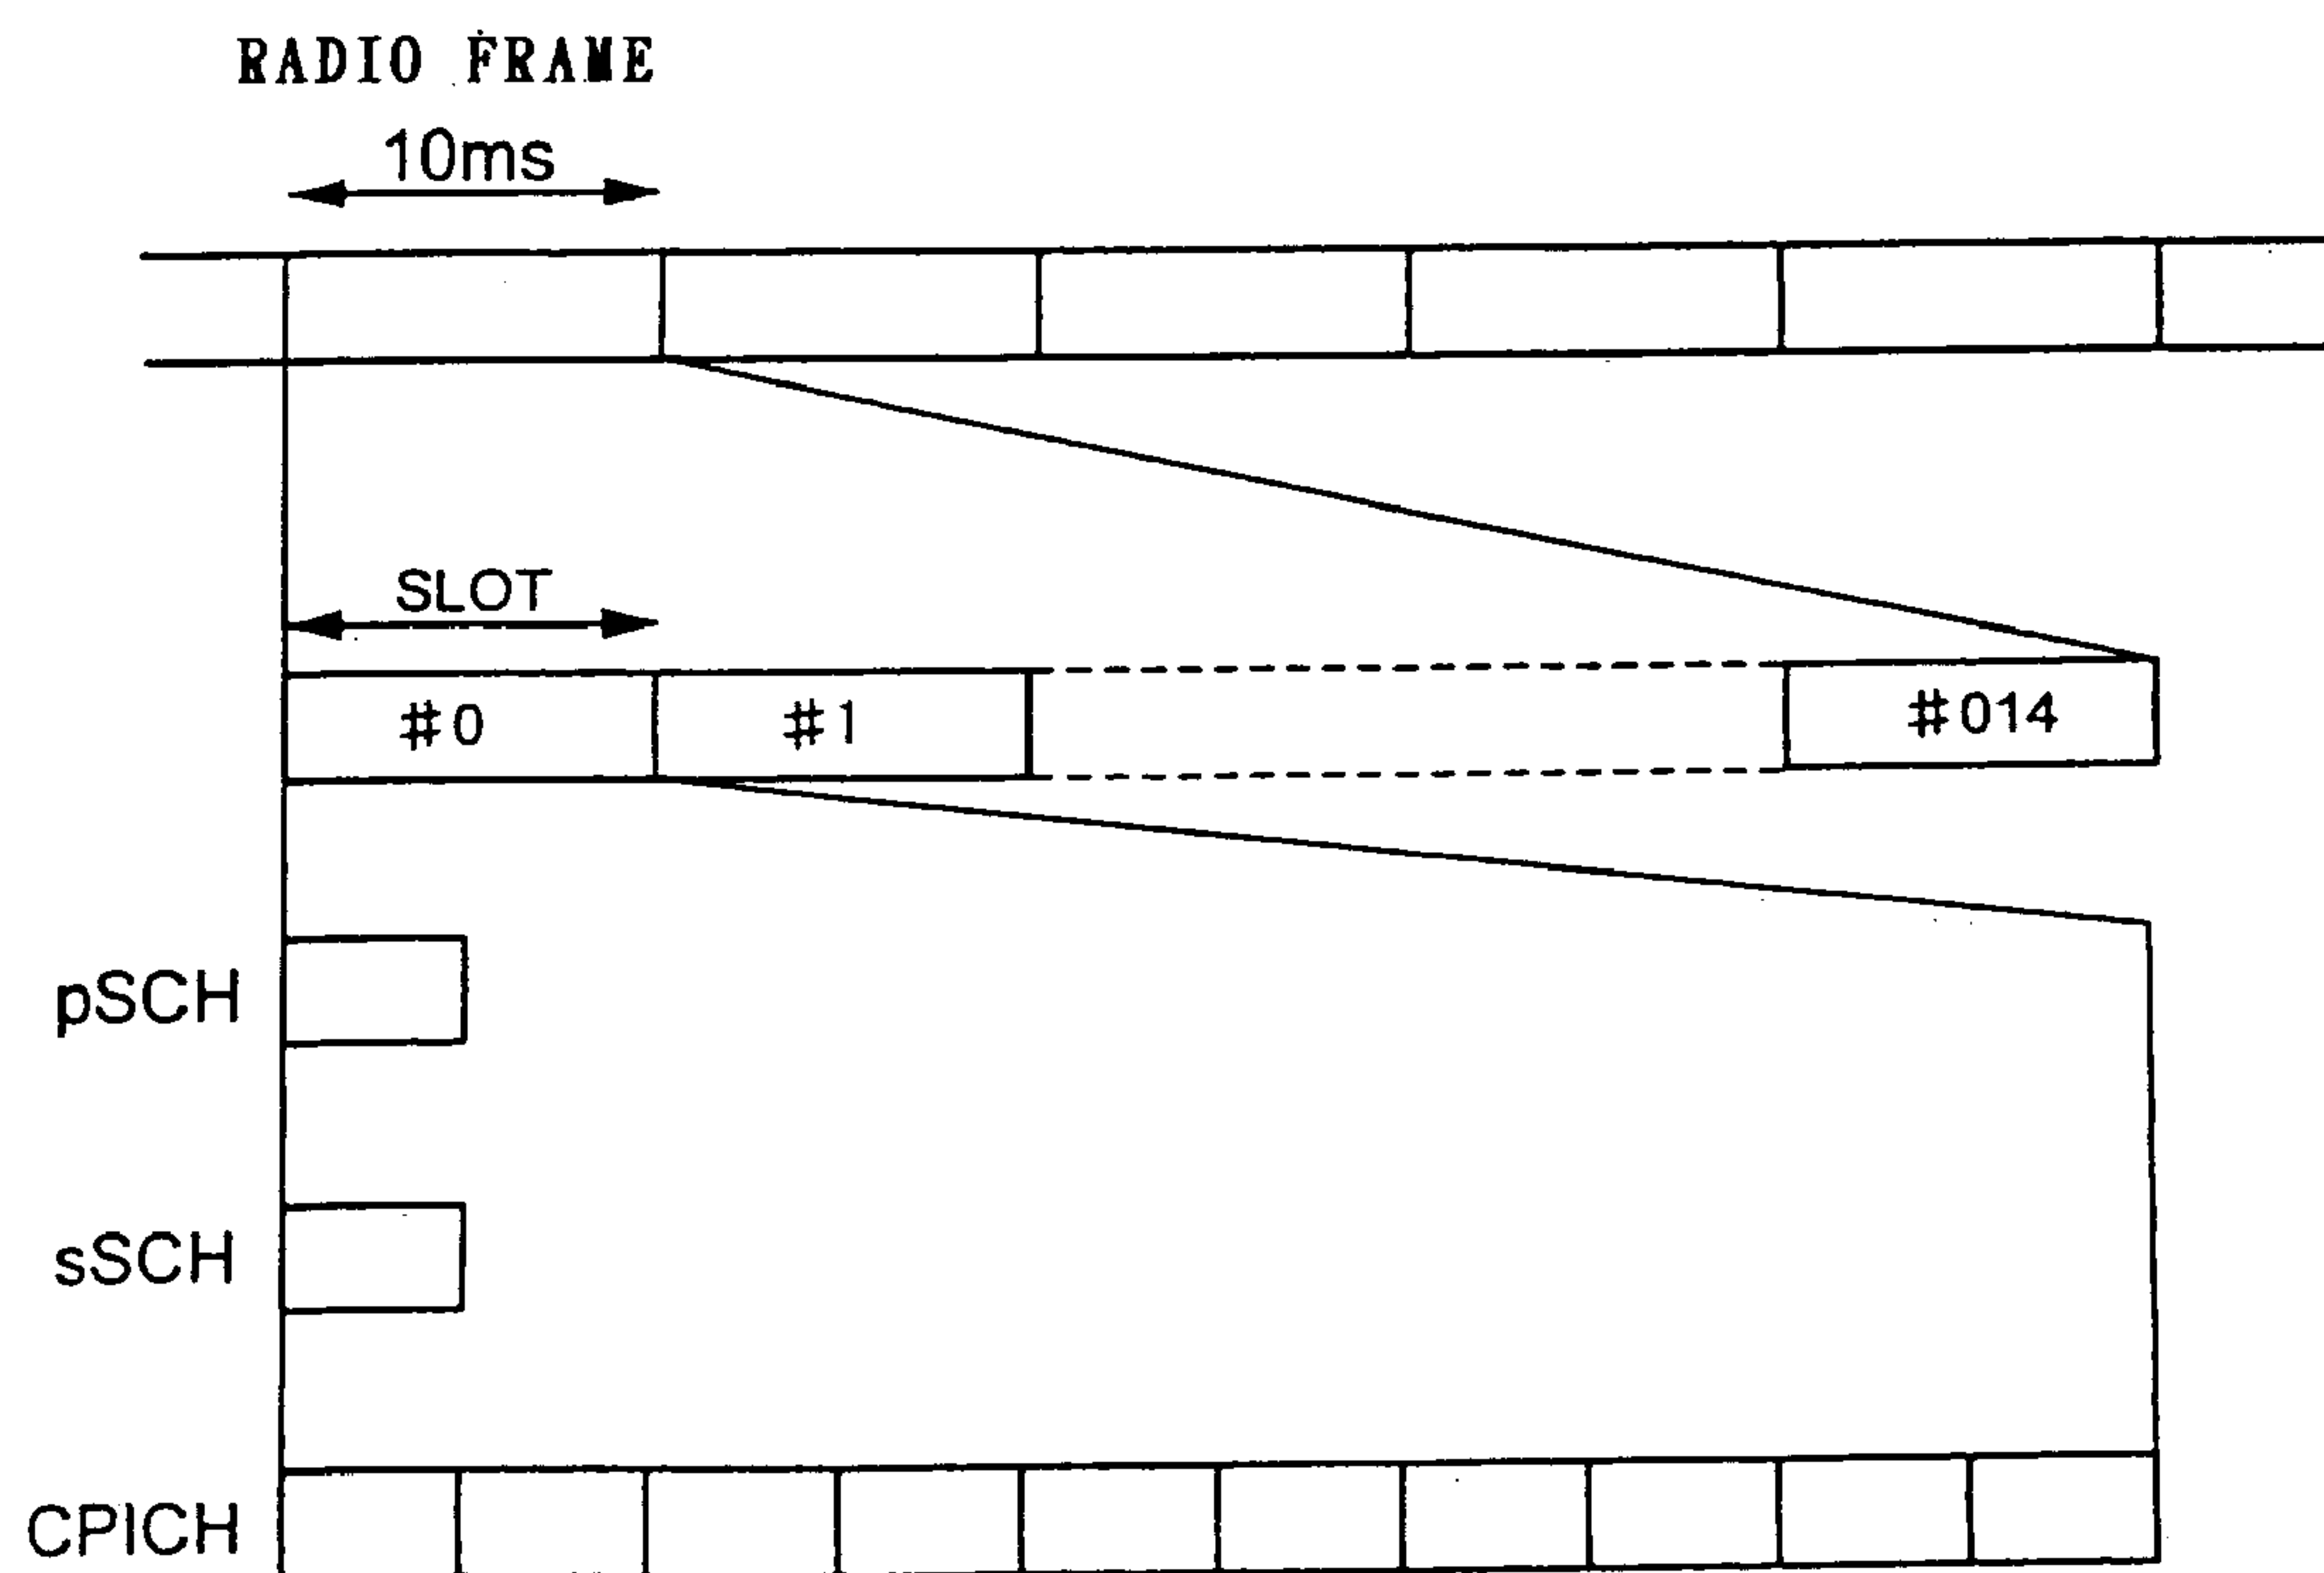 RADIO FRAME
10ms
SLOT
#0 #1 #014
pSCH
sSCH
CPICH